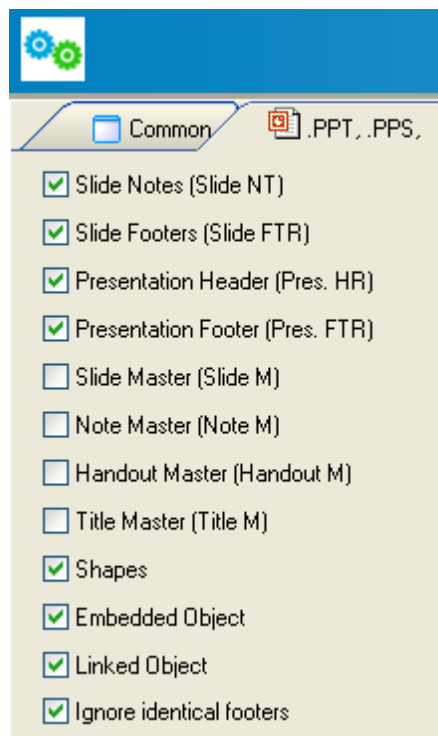 Common
.PPT, .PPS,
Slide Notes (Slide NT)
Slide Footers (Slide FTR)
Presentation Header (Pres. HR)
Presentation Footer (Pres. FTR)
Slide Master (Slide M)
Note Master (Note M)
Handout Master (Handout M)
Title Master (Title M)
Shapes
Embedded Object
Linked Object
Ignore identical footers